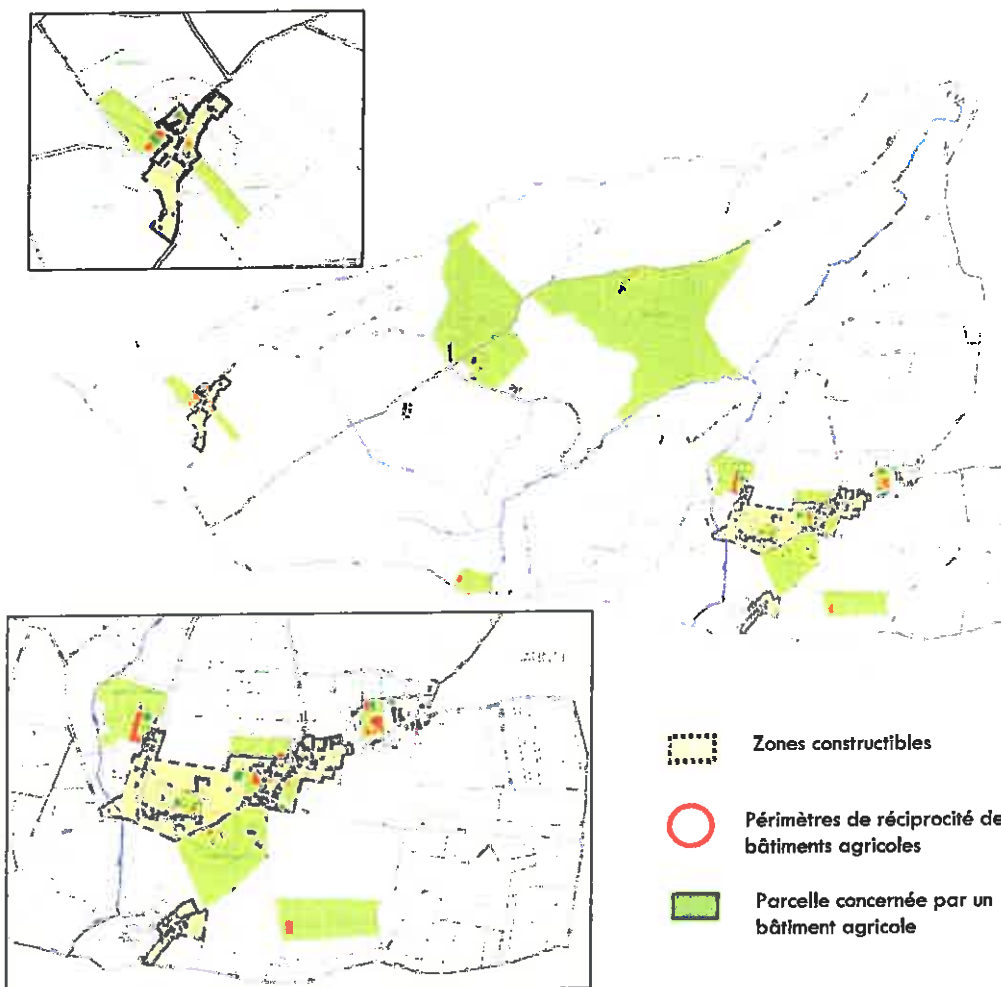 Zones constructibles
Périmètres de réciprocité de
bâtiments agricoles
Parcelle concernée par un
bâtiment agricole